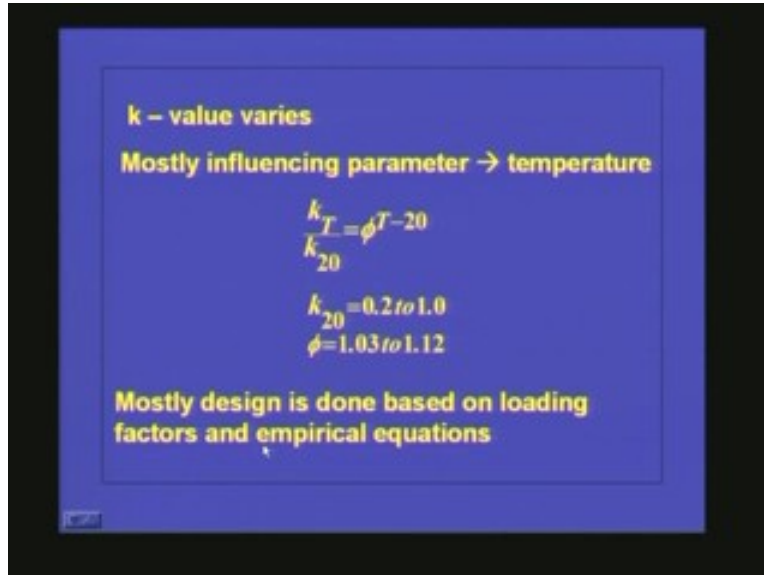 k – value varies
Mostly influencing parameter → temperature
k_T / k_20 = ϕ^T–20
k_20 =0.2 to 1.0
ϕ=1.03 to 1.12
Mostly design is done based on loading
factors and empirical equations